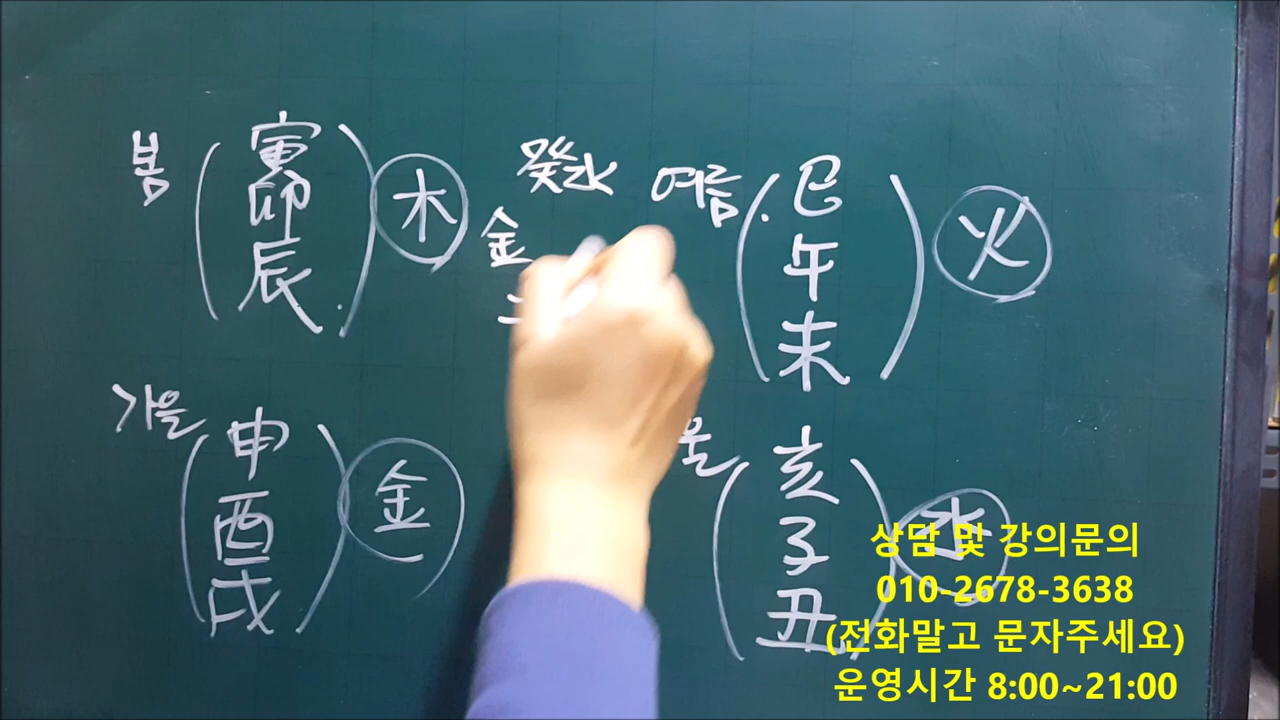 봄
寅
卯
辰
木
癸水
金
여름
巳
午
未
火
가을
申
酉
戌
金
亥
子
丑
水
상담 및 강의문의
010-2678-3638
(전화말고 문자주세요)
운영시간 8:00~21:00